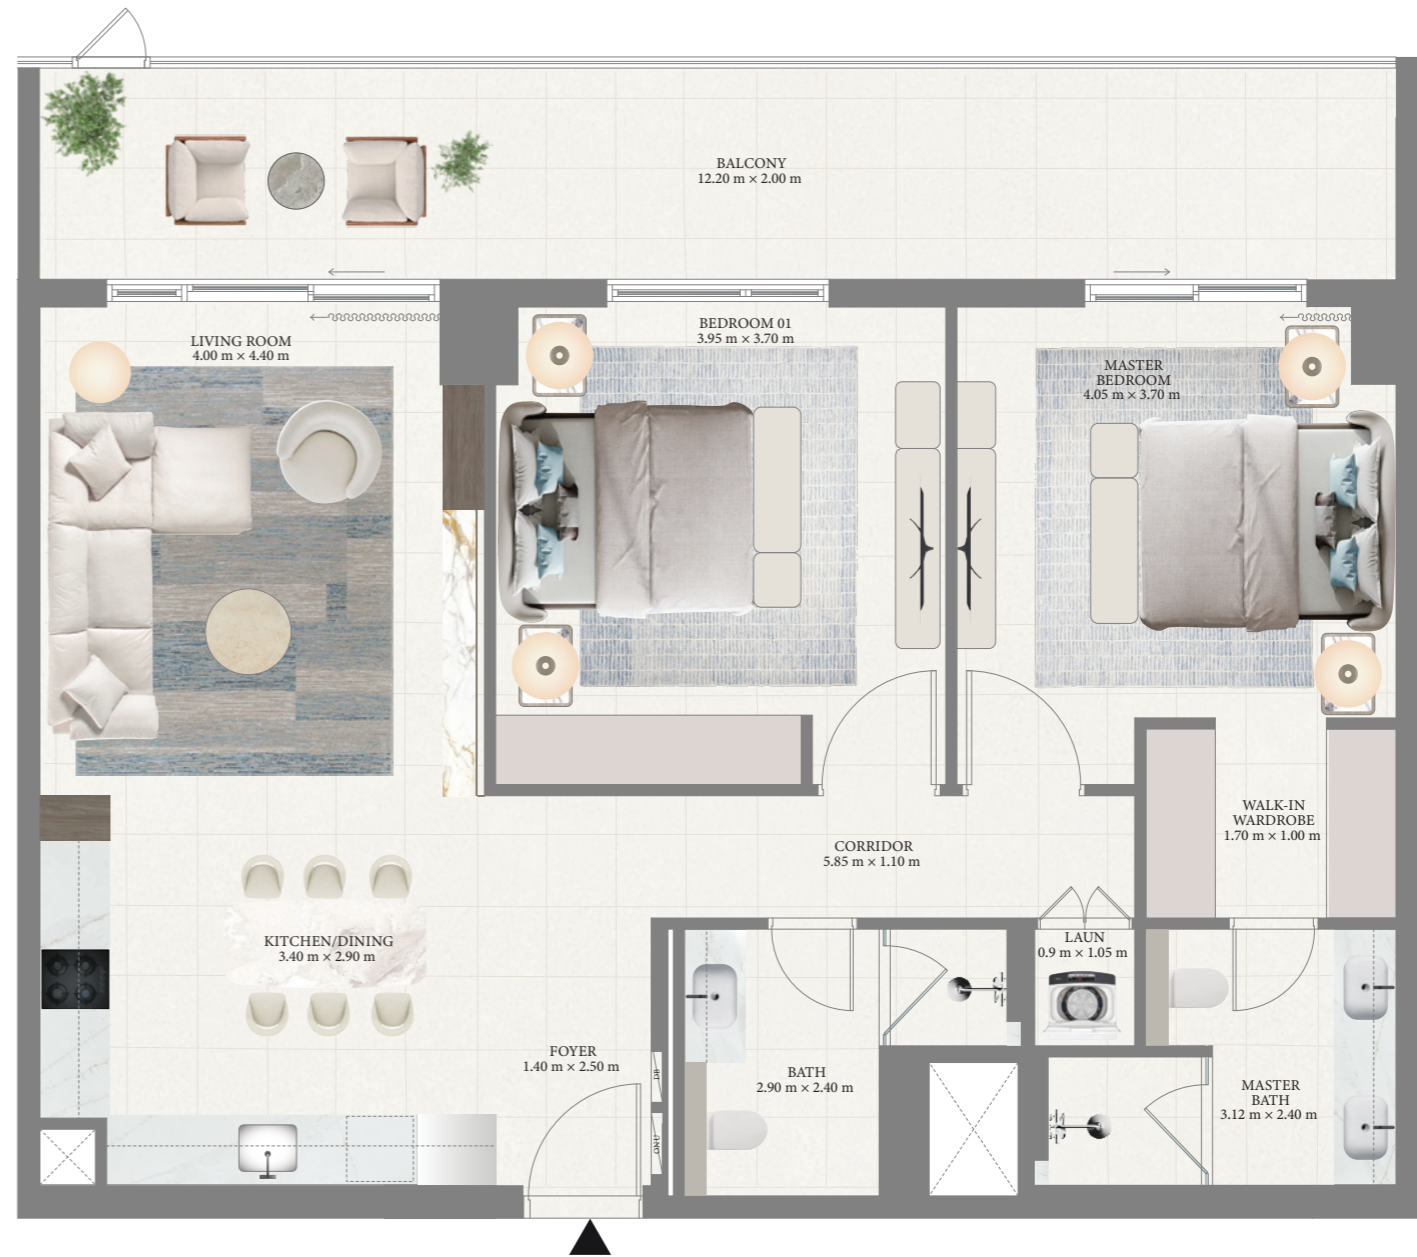 BALCONY
12.20 m × 2.00 m
LIVING ROOM
4.00 m × 4.40 m
BEDROOM 01
3.95 m × 3.70 m
MASTER
BEDROOM
4.05 m × 3.70 m
WALK-IN
WARDROBE
1.70 m × 1.00 m
CORRIDOR
5.85 m × 1.10 m
KITCHEN/DINING
3.40 m × 2.90 m
LAUN
0.9 m × 1.05 m
FOYER
1.40 m × 2.50 m
DB
ONU
BATH
2.90 m × 2.40 m
MASTER
BATH
3.12 m × 2.40 m